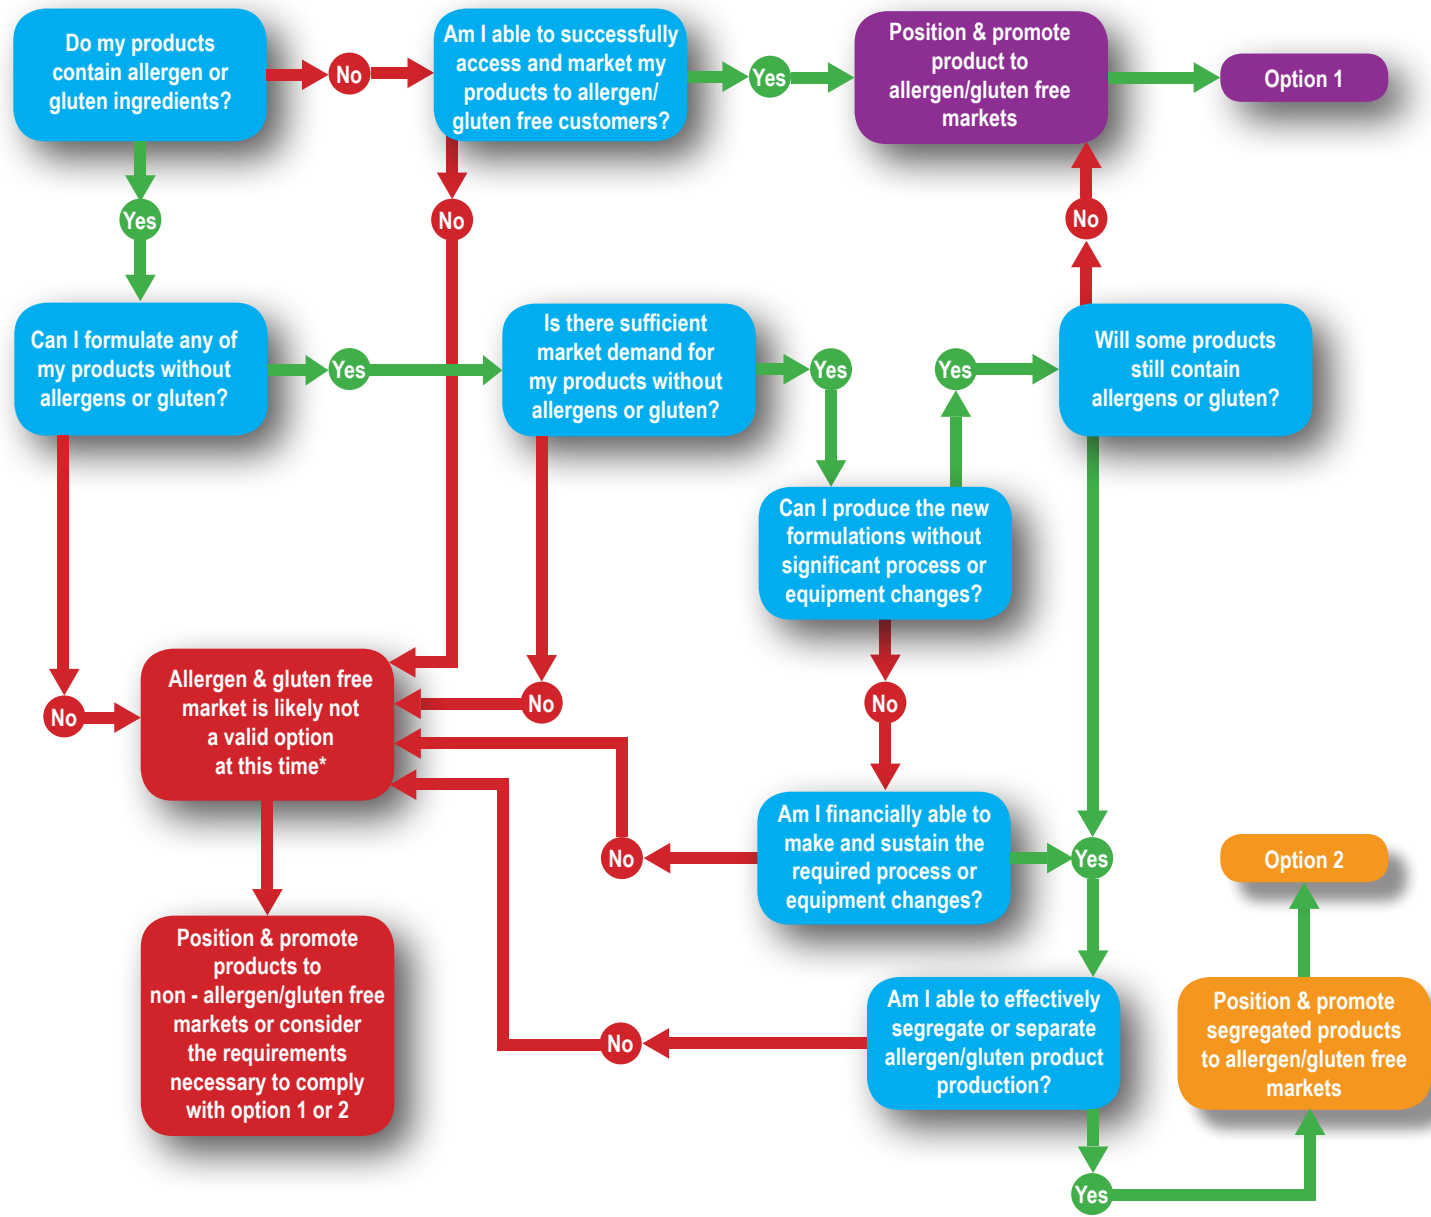 Do my products
contain allergen or
gluten ingredients?
No
Am I able to successfully
access and market my
products to allergen/
gluten free customers?
Yes
Position & promote
product to
allergen/gluten free
markets
Option 1
Yes
No
No
Can I formulate any of
my products without
allergens or gluten?
Yes
Is there sufficient
market demand for
my products without
allergens or gluten?
Yes
Yes
Will some products
still contain
allergens or gluten?
Can I produce the new
formulations without
significant process or
equipment changes?
No
Allergen & gluten free
market is likely not
a valid option
at this time*
No
No
Am I financially able to
make and sustain the
required process or
equipment changes?
No
Yes
Option 2
Position & promote
products to
non - allergen/gluten free
markets or consider
the requirements
necessary to comply
with option 1 or 2
No
Am I able to effectively
segregate or separate
allergen/gluten product
production?
Position & promote
segregated products
to allergen/gluten free
markets
Yes